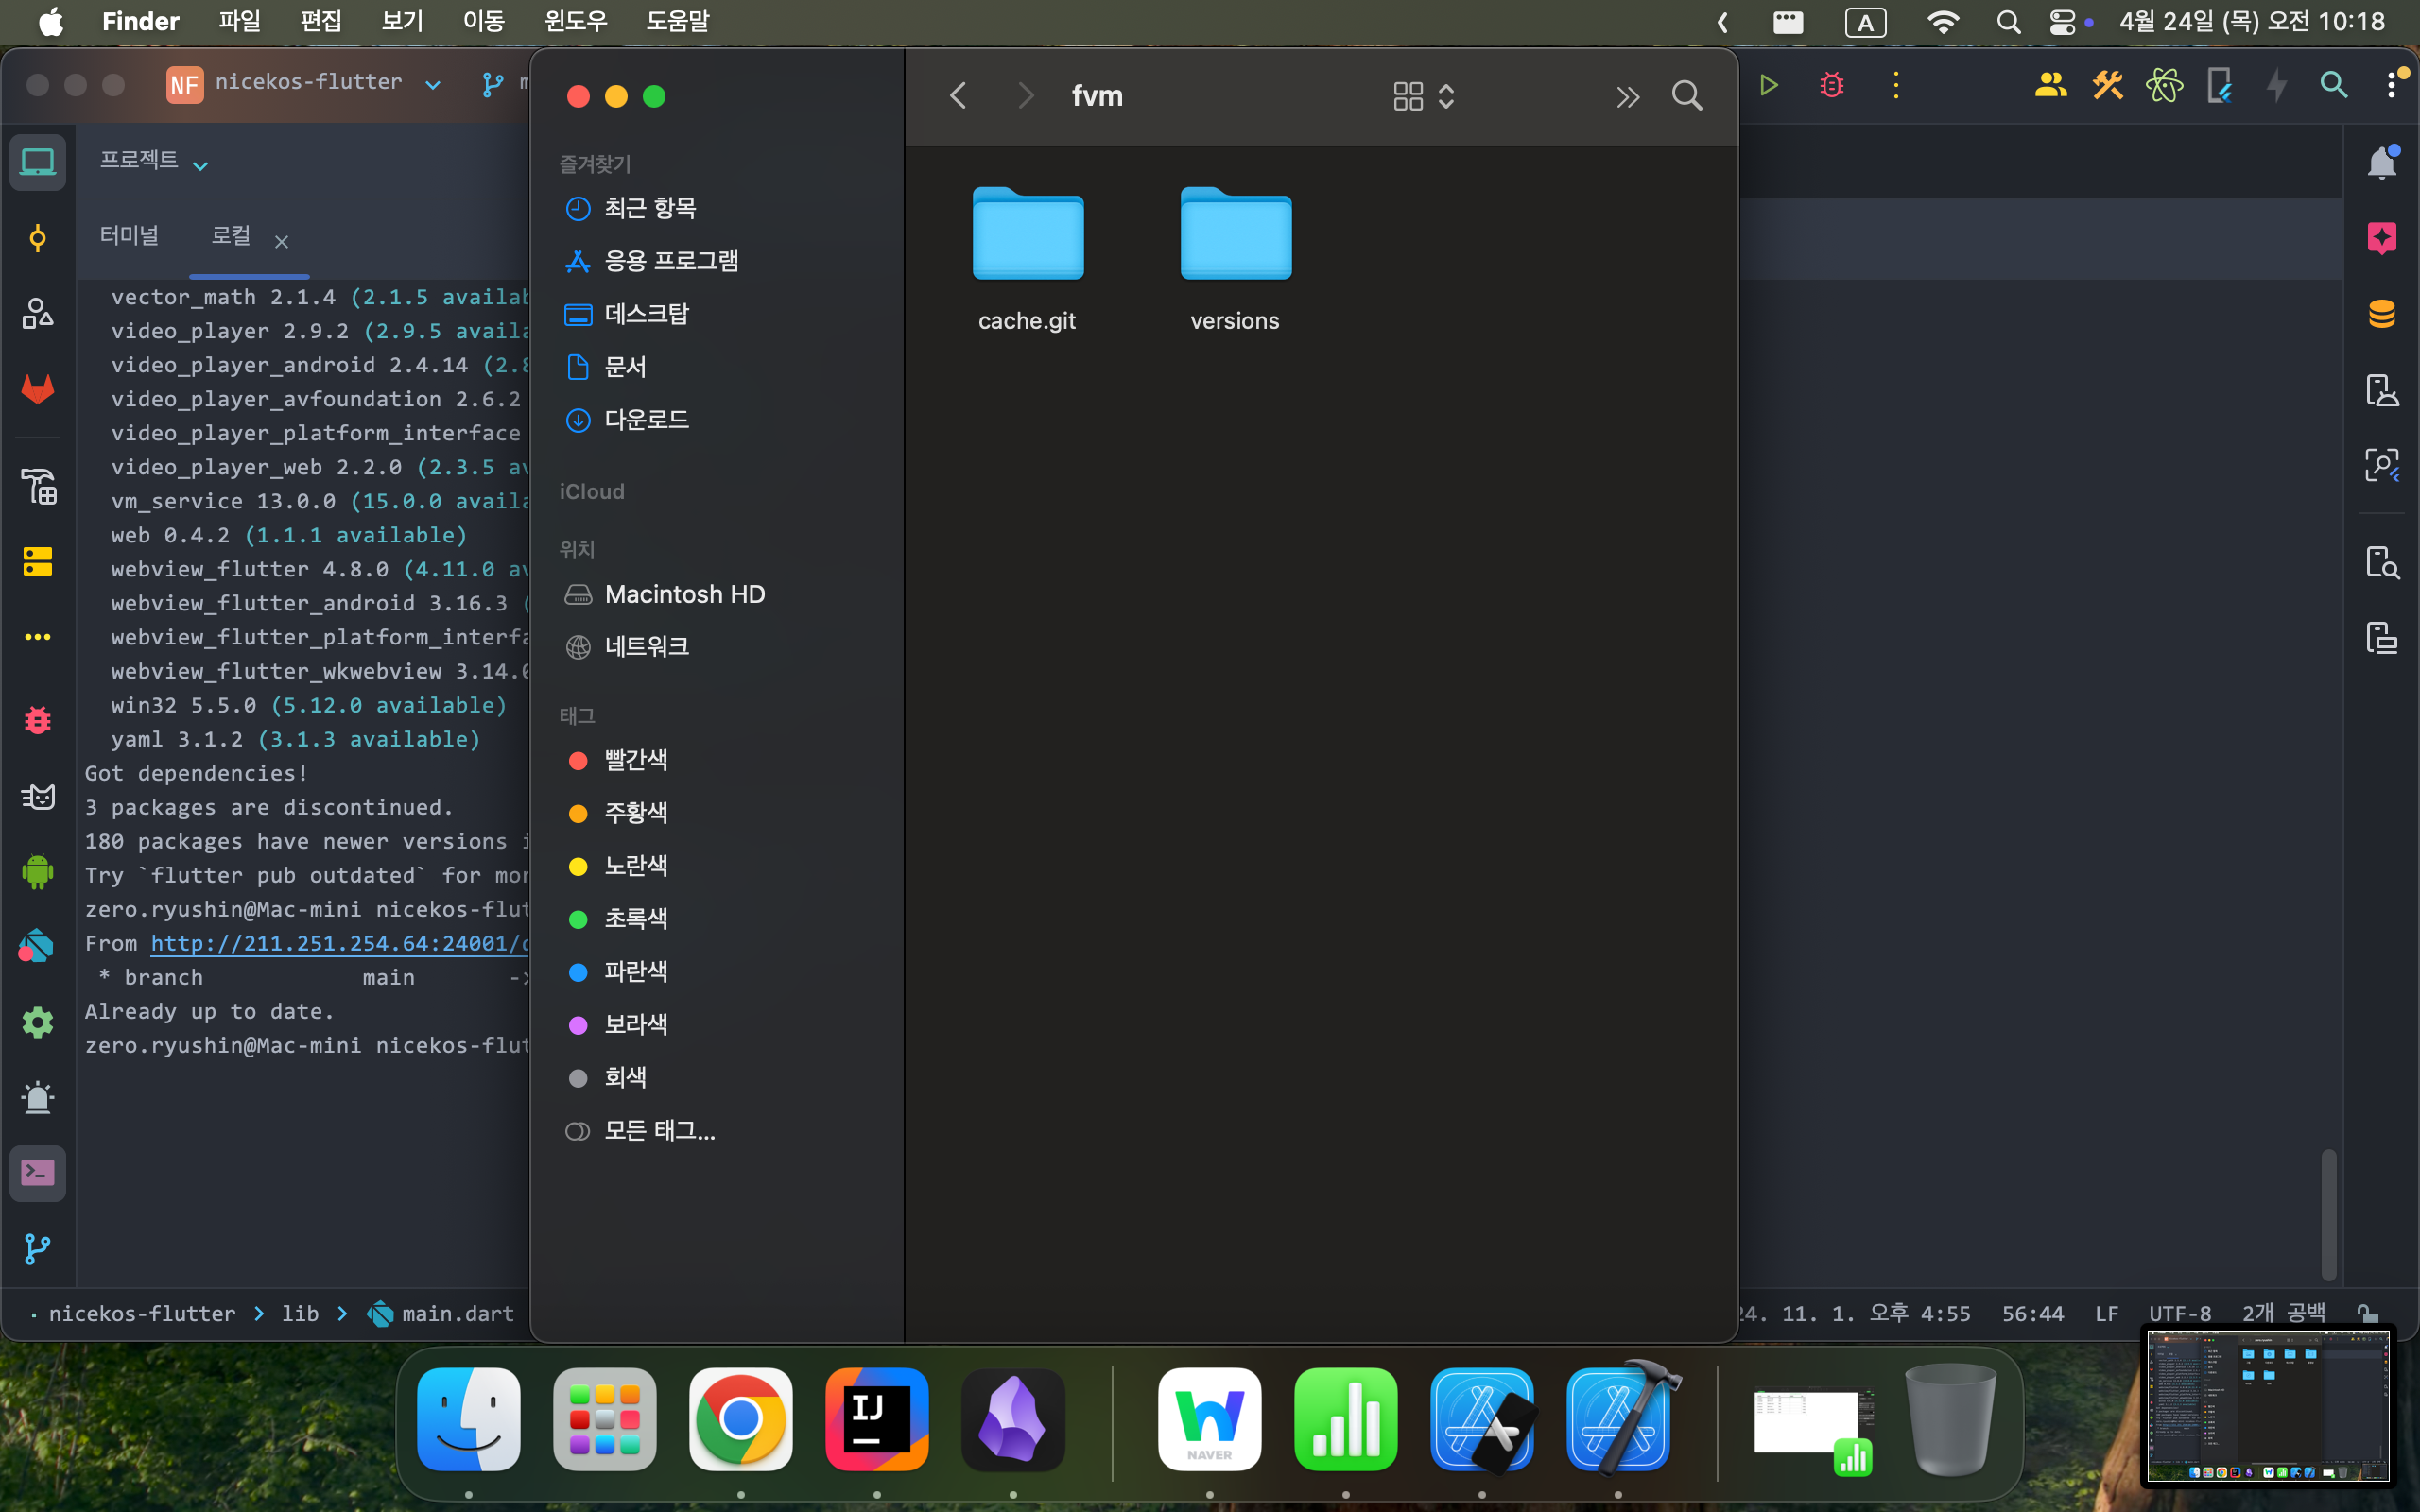 Finder 파일 편집 보기 이동 윈도우 도움말 A 4월 24일 (목) 오전 10:18
NF nicekos-flutter
프로젝트
터미널 로컬
vector_math 2.1.4 (2.1.5 availab
video_player 2.9.2 (2.9.5 availa
video_player_android 2.4.14 (2.8
video_player_avfoundation 2.6.2
video_player_platform_interface
video_player_web 2.2.0 (2.3.5 av
vm_service 13.0.0 (15.0.0 availa
web 0.4.2 (1.1.1 available)
webview_flutter 4.8.0 (4.11.0 av
webview_flutter_android 3.16.3 (
webview_flutter_platform_interfa
webview_flutter_wkwebview 3.14.0
win32 5.5.0 (5.12.0 available)
yaml 3.1.2 (3.1.3 available)
Got dependencies!
3 packages are discontinued.
180 packages have newer versions i
Try `flutter pub outdated` for mor
zero.ryushin@Mac-mini nicekos-flut
From http://211.251.254.64:24001/
* branch main ->
Already up to date.
zero.ryushin@Mac-mini nicekos-flut
즐겨찾기
최근 항목
응용 프로그램
데스크탑
문서
다운로드
iCloud
위치
Macintosh HD
네트워크
태그
빨간색
주황색
노란색
초록색
파란색
보라색
회색
모든 태그...
fvm
cache.git versions
nicekos-flutter > lib > main.dart
24. 11. 1. 오후 4:55 56:44 LF UTF-8 2개 공백
IJ
NAVER